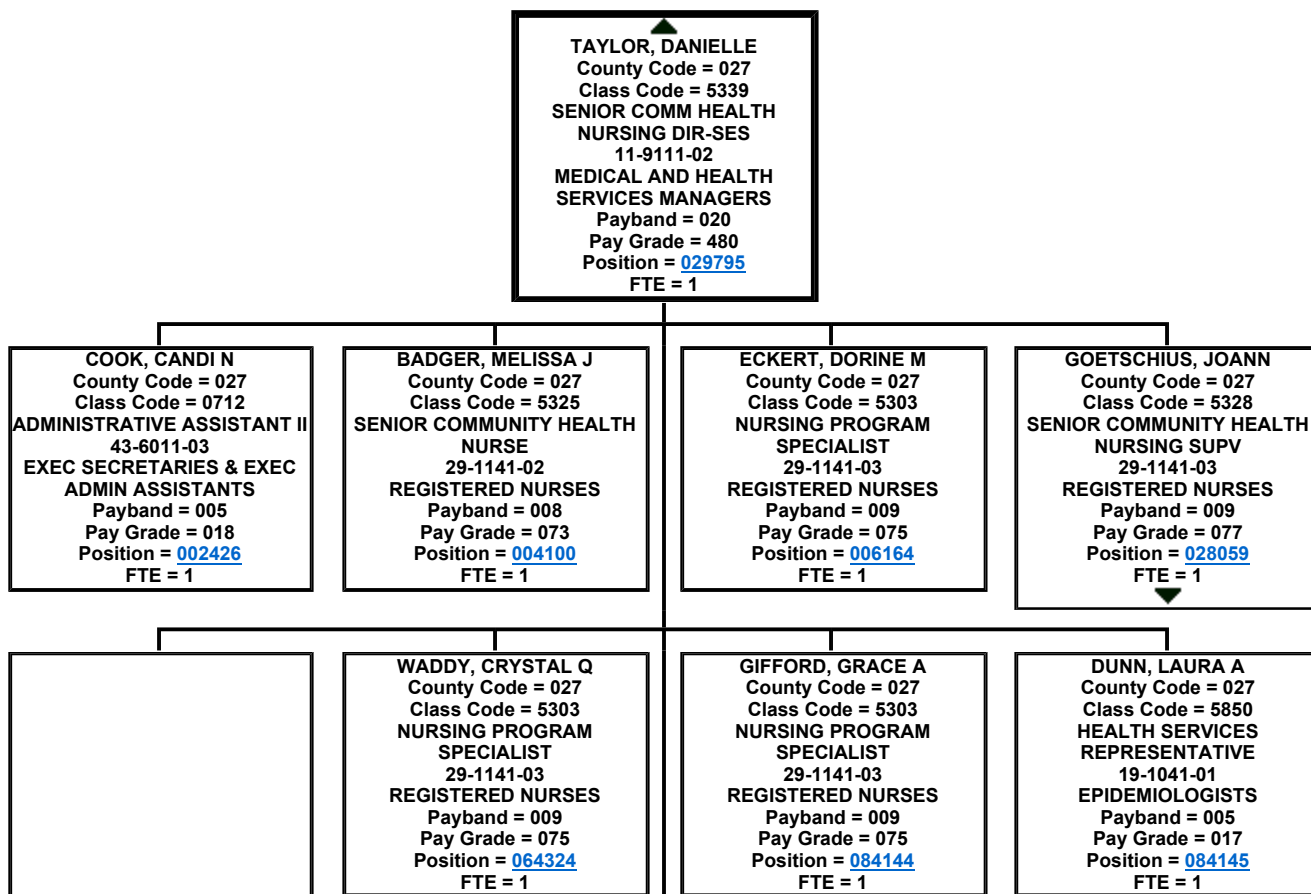 TAYLOR, DANIELLE
County Code = 027
Class Code = 5339
SENIOR COMM HEALTH
NURSING DIR-SES
11-9111-02
MEDICAL AND HEALTH
SERVICES MANAGERS
Payband = 020
Pay Grade = 480
Position = 029795
FTE = 1
COOK, CANDI N
County Code = 027
Class Code = 0712
ADMINISTRATIVE ASSISTANT II
43-6011-03
EXEC SECRETARIES & EXEC
ADMIN ASSISTANTS
Payband = 005
Pay Grade = 018
Position = 002426
FTE = 1
BADGER, MELISSA J
County Code = 027
Class Code = 5325
SENIOR COMMUNITY HEALTH
NURSE
29-1141-02
REGISTERED NURSES
Payband = 008
Pay Grade = 073
Position = 004100
FTE = 1
ECKERT, DORINE M
County Code = 027
Class Code = 5303
NURSING PROGRAM
SPECIALIST
29-1141-03
REGISTERED NURSES
Payband = 009
Pay Grade = 075
Position = 006164
FTE = 1
GOETSCHIUS, JOANN
County Code = 027
Class Code = 5328
SENIOR COMMUNITY HEALTH
NURSING SUPV
29-1141-03
REGISTERED NURSES
Payband = 009
Pay Grade = 077
Position = 028059
FTE = 1
WADDY, CRYSTAL Q
County Code = 027
Class Code = 5303
NURSING PROGRAM
SPECIALIST
29-1141-03
REGISTERED NURSES
Payband = 009
Pay Grade = 075
Position = 064324
FTE = 1
GIFFORD, GRACE A
County Code = 027
Class Code = 5303
NURSING PROGRAM
SPECIALIST
29-1141-03
REGISTERED NURSES
Payband = 009
Pay Grade = 075
Position = 084144
FTE = 1
DUNN, LAURA A
County Code = 027
Class Code = 5850
HEALTH SERVICES
REPRESENTATIVE
19-1041-01
EPIDEMIOLOGISTS
Payband = 005
Pay Grade = 017
Position = 084145
FTE = 1